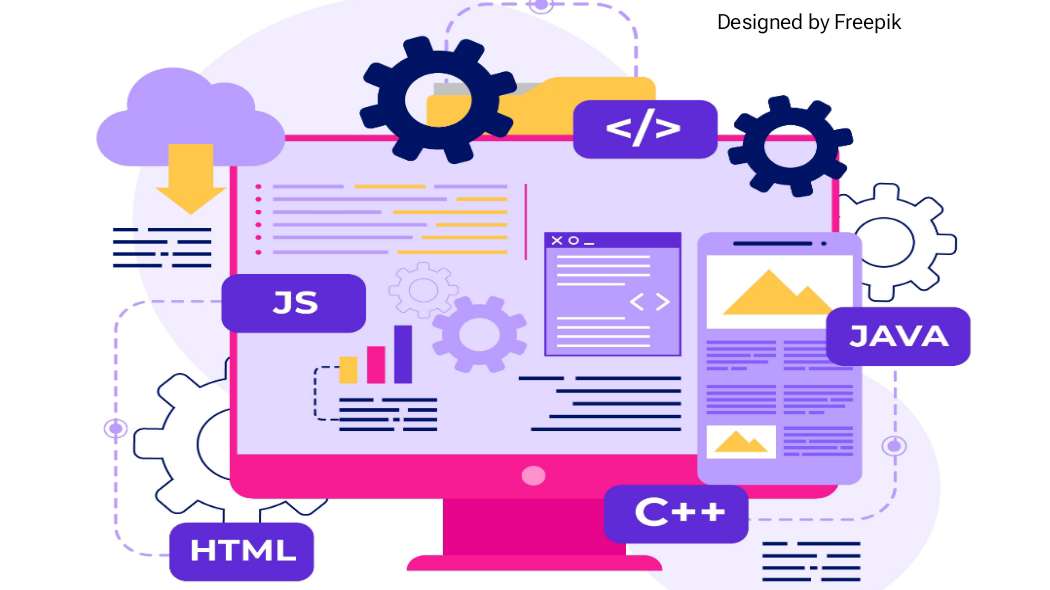 Designed by Freepik
</>
X O _
JS
< >
JAVA
C++
HTML